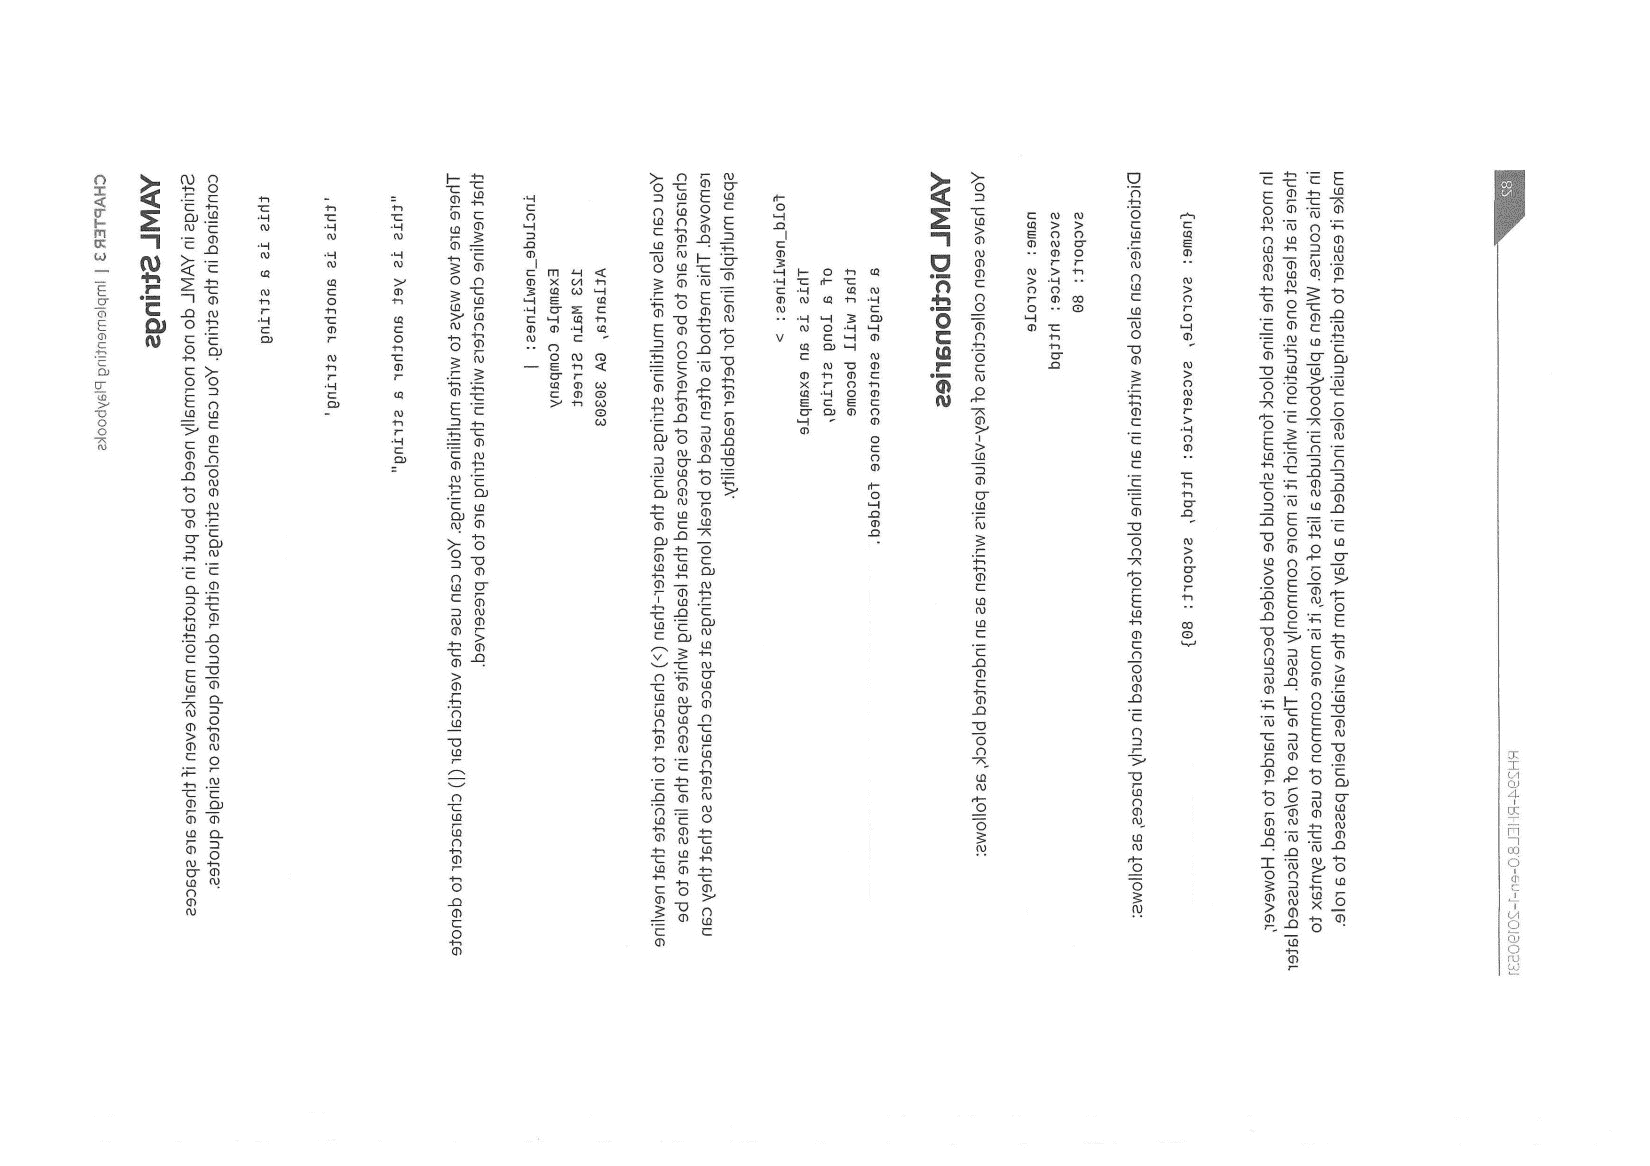 CHAPTER 3 | Implementing Playbooks
YAML Strings
Strings in YAML do not normally need to be put in quotation marks even if there are spaces
contained in the string. You can enclose strings in either double quotes or single quotes.
this is a string
'this is another string'
"this is yet another a string"
There are two ways to write multiline strings. You can use the vertical bar (|) character to denote
that newline characters within the string are to be preserved.
include_newlines: |
Example Company
123 Main Street
Atlanta, GA 30303
You can also write multiline strings using the greater-than (>) character to indicate that newline
characters are to be converted to spaces and that leading white spaces in the lines are to be
removed. This method is often used to break long strings at space characters so that they can
span multiple lines for better readability.
fold_newlines: >
This is an example
of a long string,
that will become
a single sentence once folded.
YAML Dictionaries
You have seen collections of key-value pairs written as an indented block, as follows:
name: svcrole
svcservice: httpd
svcport: 80
Dictionaries can also be written in an inline block format enclosed in curly braces, as follows:
{name: svcrole, svcservice: httpd, svcport: 80}
In most cases the inline block format should be avoided because it is harder to read. However,
there is at least one situation in which it is more commonly used. The use of roles is discussed later
in this course. When a playbook includes a list of roles, it is more common to use this syntax to
make it easier to distinguish roles included in a play from the variables being passed to a role.
82
RH294-RHEL8.0-en-1-20190531